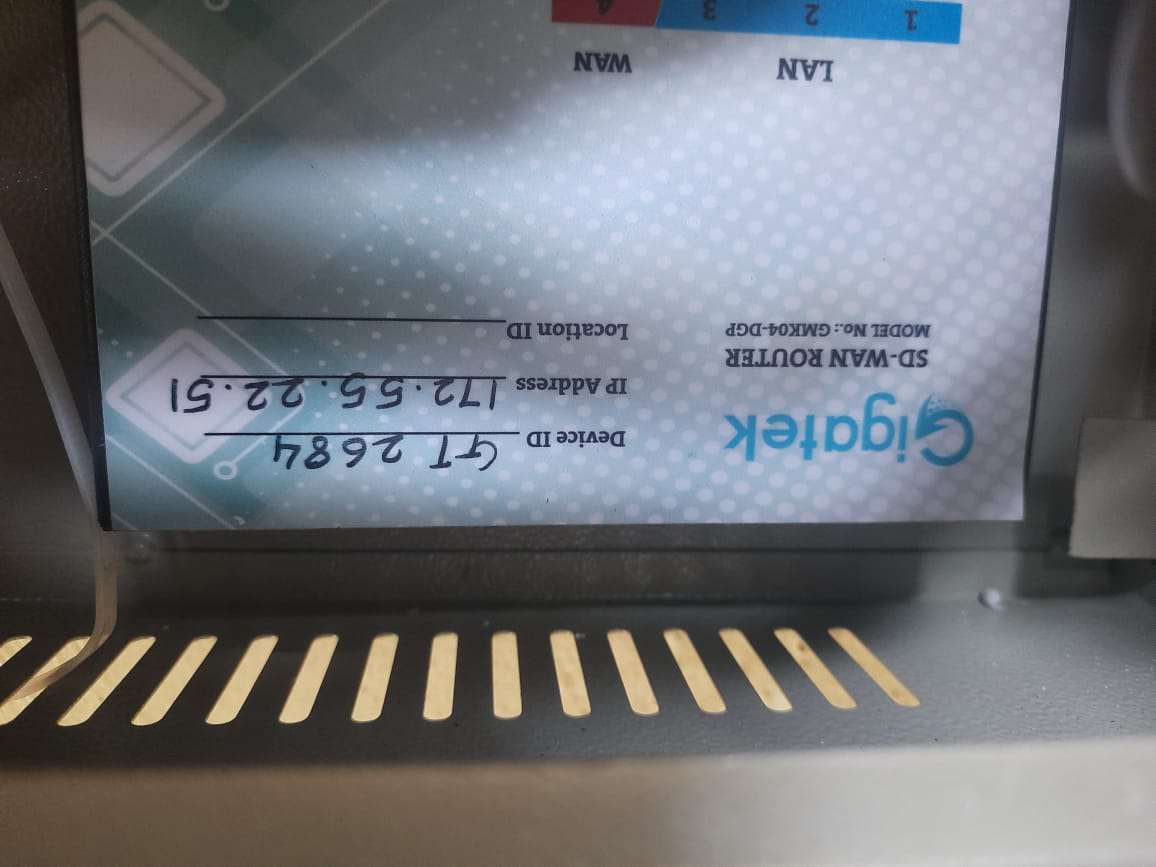 Gigatek
SD-WAN ROUTER
MODEL No.: GMK04-DGP
Device ID GT 2684
IP Address 172.55.22.51
Location ID
LAN WAN
1 2 3 4